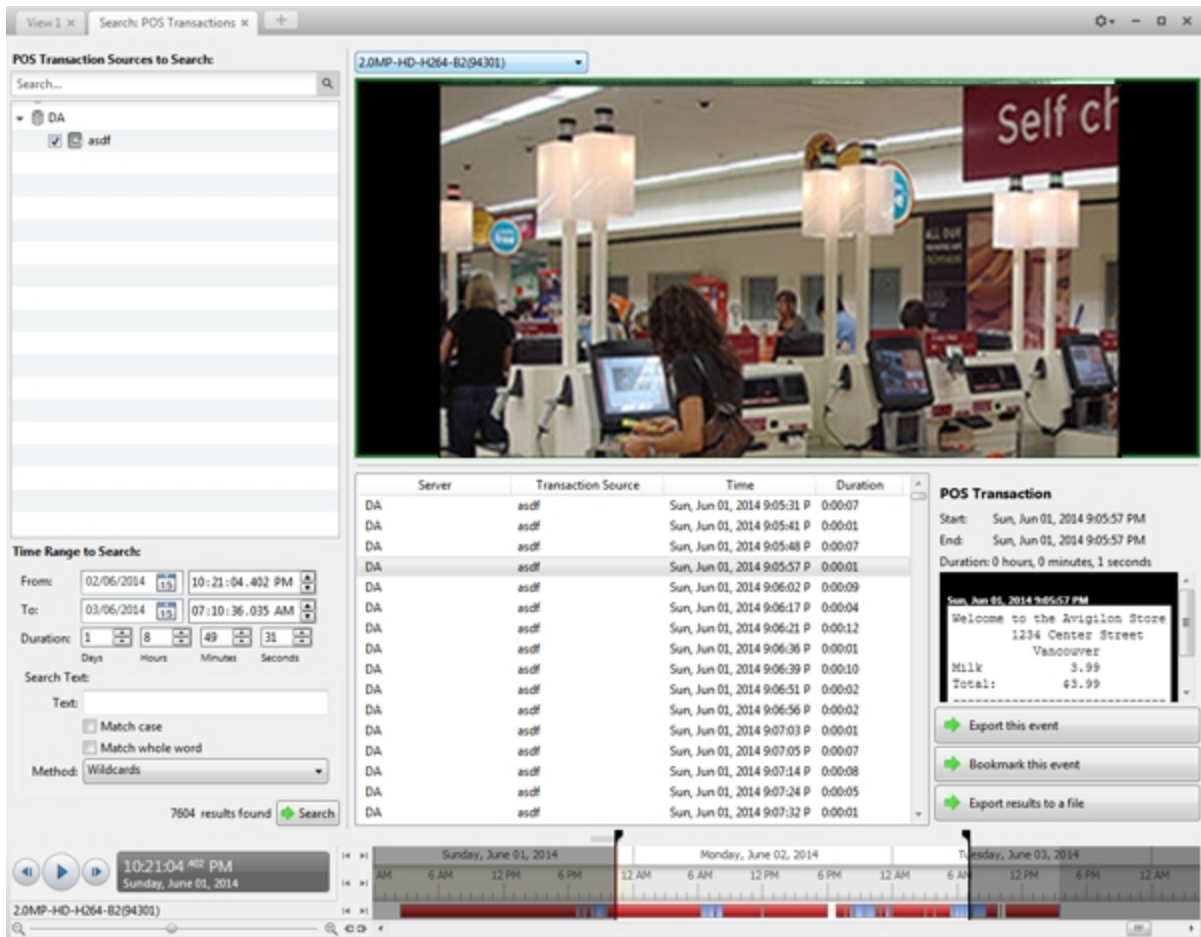 View 1 ×
Search: POS Transactions ×
+
POS Transaction Sources to Search:
Search...
DA
asdf
Time Range to Search:
From: 02/06/2014 15 10:21:04.402 PM
To: 03/06/2014 15 07:10:36.035 AM
Duration: 1 8 49 31
Days Hours Minutes Seconds
Search Text:
Text:
Match case
Match whole word
Method: Wildcards
7604 results found Search
2.0MP-HD-H264-B2(94301)
Self ch
ALL OUT
Server Transaction Source Time Duration
DA asdf Sun, Jun 01, 2014 9:05:31 P 0:00:07
DA asdf Sun, Jun 01, 2014 9:05:41 P 0:00:01
DA asdf Sun, Jun 01, 2014 9:05:48 P 0:00:07
DA asdf Sun, Jun 01, 2014 9:05:57 P 0:00:01
DA asdf Sun, Jun 01, 2014 9:06:02 P 0:00:09
DA asdf Sun, Jun 01, 2014 9:06:17 P 0:00:04
DA asdf Sun, Jun 01, 2014 9:06:21 P 0:00:12
DA asdf Sun, Jun 01, 2014 9:06:36 P 0:00:01
DA asdf Sun, Jun 01, 2014 9:06:39 P 0:00:10
DA asdf Sun, Jun 01, 2014 9:06:51 P 0:00:02
DA asdf Sun, Jun 01, 2014 9:06:56 P 0:00:02
DA asdf Sun, Jun 01, 2014 9:07:03 P 0:00:01
DA asdf Sun, Jun 01, 2014 9:07:05 P 0:00:07
DA asdf Sun, Jun 01, 2014 9:07:14 P 0:00:08
DA asdf Sun, Jun 01, 2014 9:07:24 P 0:00:05
DA asdf Sun, Jun 01, 2014 9:07:32 P 0:00:01
POS Transaction
Start: Sun, Jun 01, 2014 9:05:57 PM
End: Sun, Jun 01, 2014 9:05:57 PM
Duration: 0 hours, 0 minutes, 1 seconds
Sun, Jun 01, 2014 9:05:57 PM
Welcome to the Avigilon Store
1234 Center Street
Vancouver
Milk 3.99
Total: $3.99
-----------------------------
Export this event
Bookmark this event
Export results to a file
10:21:04 402 PM
Sunday, June 01, 2014
2.0MP-HD-H264-B2(94301)
Sunday, June 01, 2014 Monday, June 02, 2014 Tuesday, June 03, 2014
AM 6 AM 12 PM 6 PM 12 AM 6 AM 12 PM 6 PM 12 AM 6 AM 12 PM 6 PM 12 AM